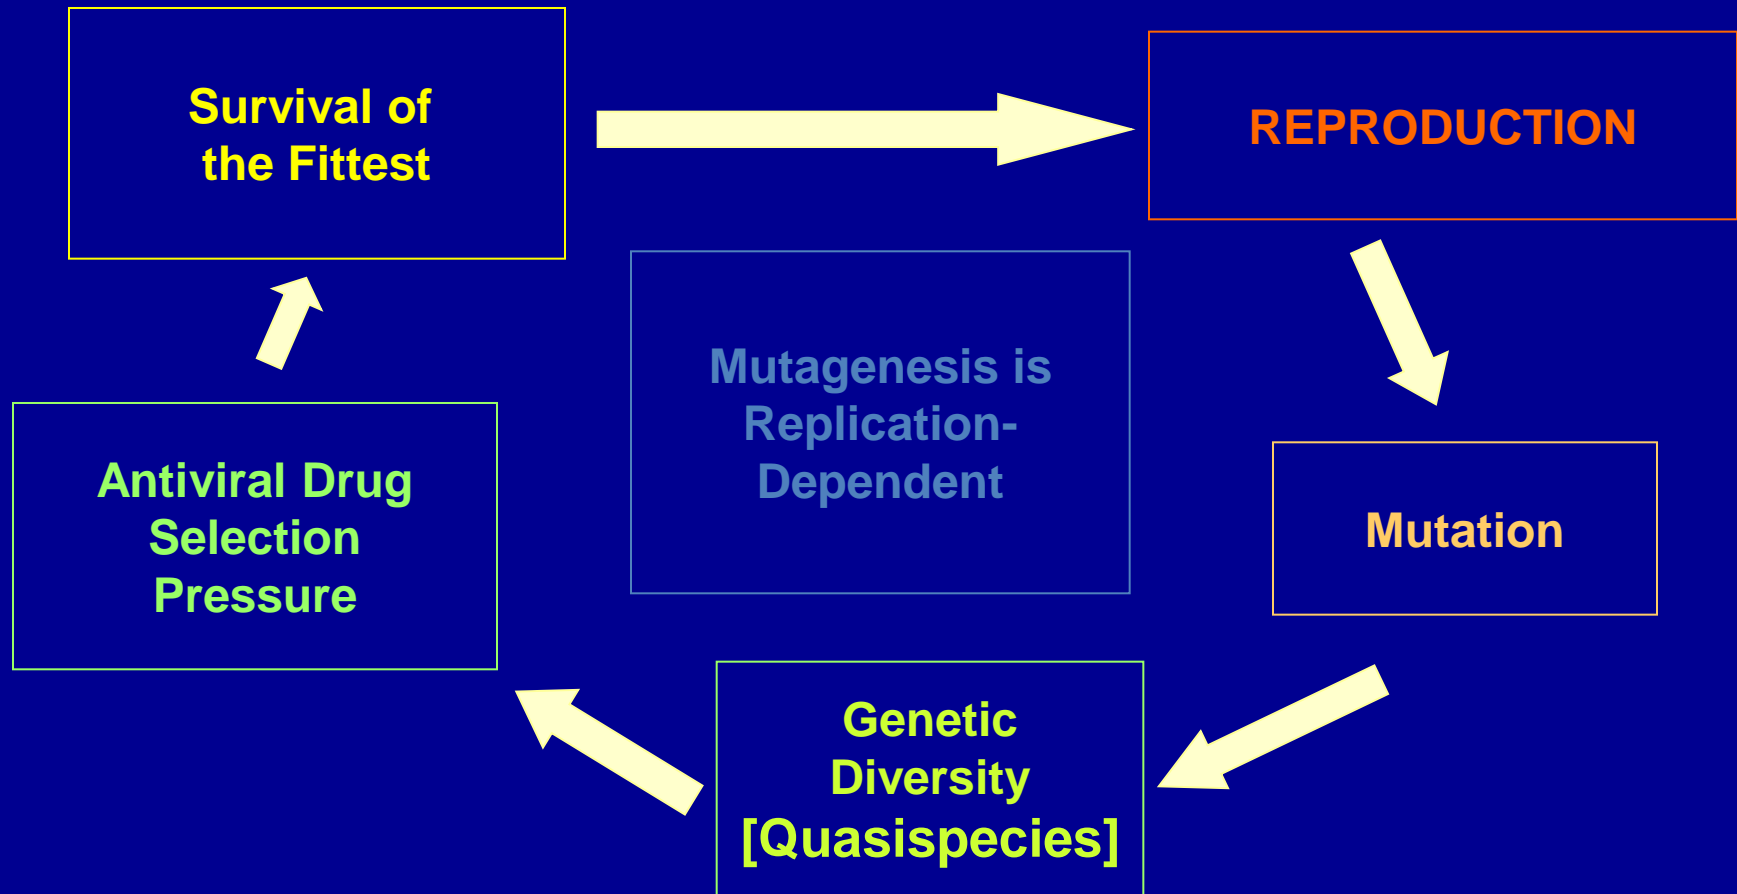 Survival of
the Fittest
REPRODUCTION
Mutagenesis is
Replication-
Dependent
Antiviral Drug
Selection
Pressure
Mutation
Genetic
Diversity
[Quasispecies]